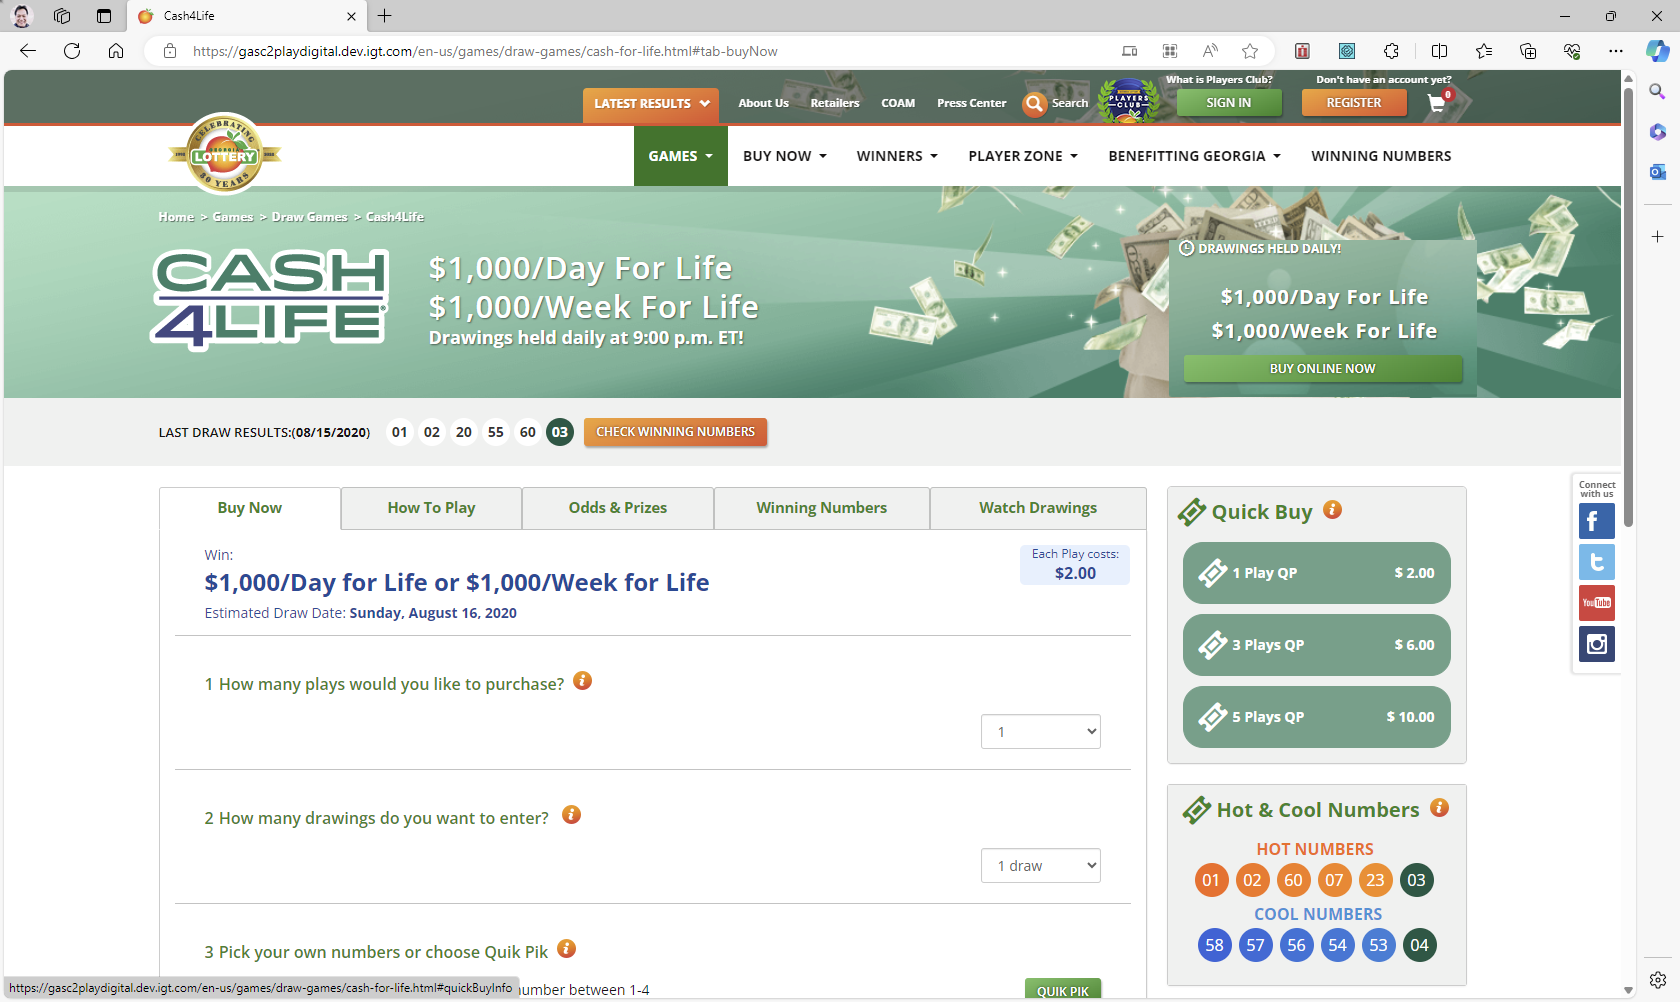 Cash4Life
https://gasc2playdigital.dev.igt.com/en-us/games/draw-games/cash-for-life.html#tab-buyNow
LATEST RESULTS
About Us
Retailers
COAM
Press Center
Search
PLAYERS CLUB
What is Players Club?
SIGN IN
Don't have an account yet?
REGISTER
0
CELEBRATING
GEORGIA
LOTTERY
30 YEARS
GAMES
BUY NOW
WINNERS
PLAYER ZONE
BENEFITTING GEORGIA
WINNING NUMBERS
Home > Games > Draw Games > Cash4Life
CASH
4LIFE
$1,000/Day For Life
$1,000/Week For Life
Drawings held daily at 9:00 p.m. ET!
DRAWINGS HELD DAILY!
$1,000/Day For Life
$1,000/Week For Life
BUY ONLINE NOW
LAST DRAW RESULTS:(08/15/2020) 01 02 20 55 60 03 CHECK WINNING NUMBERS
Buy Now
How To Play
Odds & Prizes
Winning Numbers
Watch Drawings
Win:
$1,000/Day for Life or $1,000/Week for Life
Estimated Draw Date: Sunday, August 16, 2020
Each Play costs:
$2.00
1 How many plays would you like to purchase?
1
2 How many drawings do you want to enter?
1 draw
3 Pick your own numbers or choose Quik Pik
number between 1-4
QUIK PIK
Quick Buy
1 Play QP $ 2.00
3 Plays QP $ 6.00
5 Plays QP $ 10.00
Hot & Cool Numbers
HOT NUMBERS
01 02 60 07 23 03
COOL NUMBERS
58 57 56 54 53 04
Connect
with us
YouTube
https://gasc2playdigital.dev.igt.com/en-us/games/draw-games/cash-for-life.html#quickBuyInfo